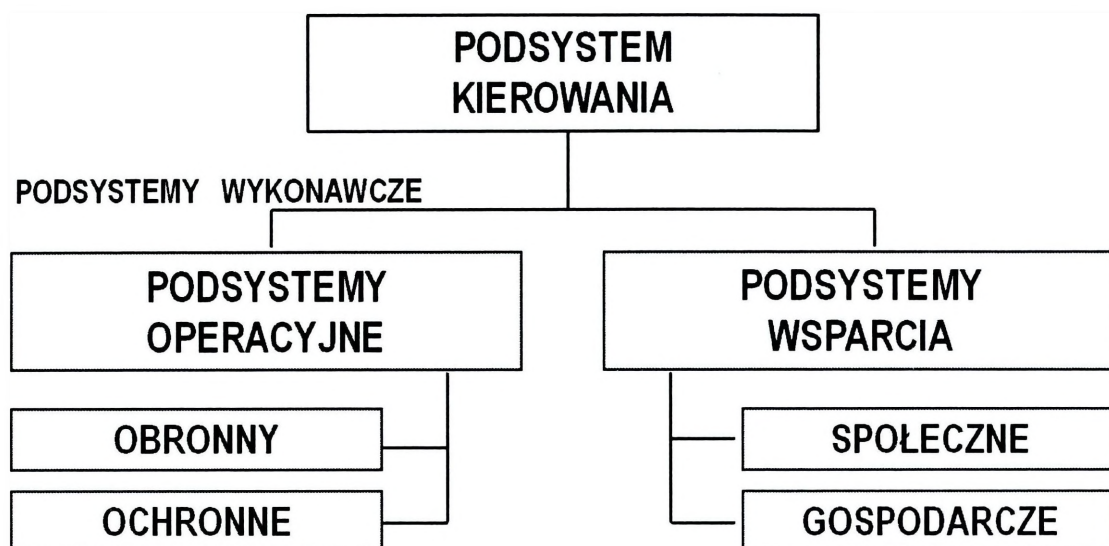 PODSYSTEM
KIEROWANIA
PODSYSTEMY WYKONAWCZE
PODSYSTEMY
OPERACYJNE
PODSYSTEMY
WSPARCIA
OBRONNY
SPOŁECZNE
OCHRONNE
GOSPODARCZE